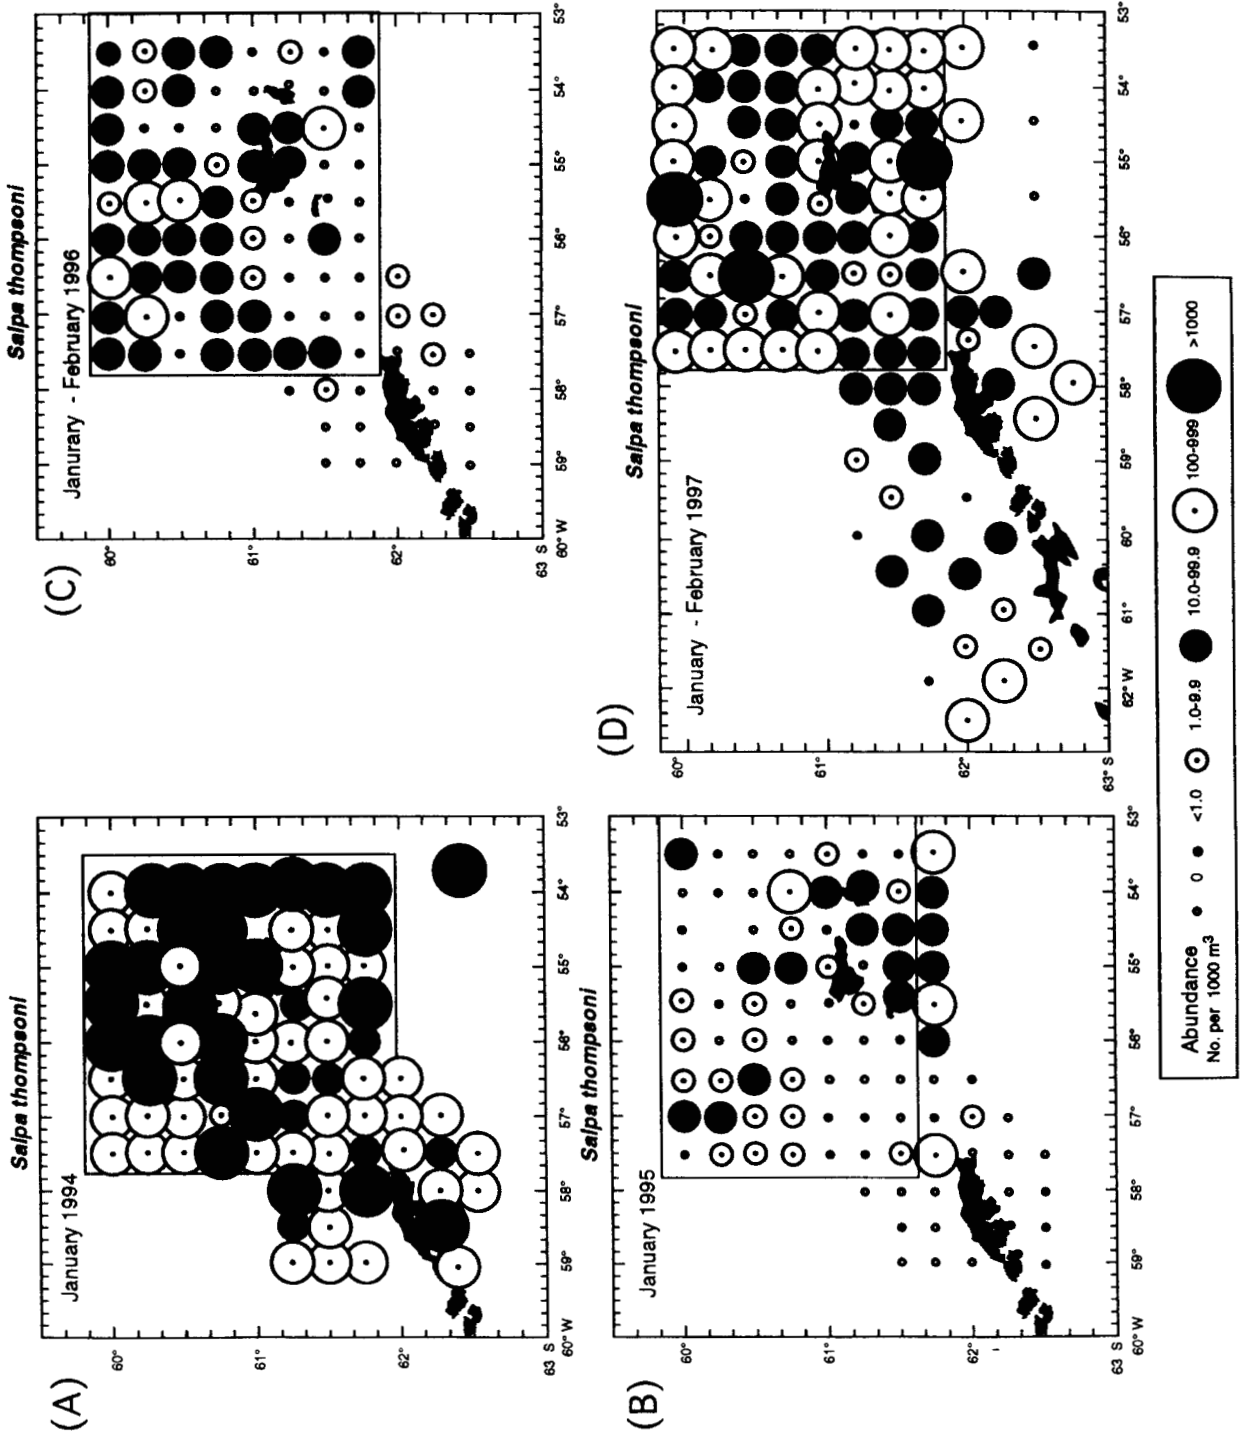 (A)
Salpa thompsoni
January 1994
60°
61°
62°
63 S
60° W
59°
58°
57°
56°
55°
54°
53°
(C)
Salpa thompsoni
Janurary - February 1996
60°
61°
62°
63 S
60° W
59°
58°
57°
56°
55°
54°
53°
(B)
Salpa thompsoni
January 1995
60°
61°
62°
63 S
60° W
59°
58°
57°
56°
55°
54°
53°
(D)
Salpa thompsoni
January - February 1997
60°
61°
62°
63° S
62° W
61°
60°
59°
58°
57°
56°
55°
54°
53°
Abundance
No. per 1000 m³
0
<1.0
1.0-9.9
10.0-99.9
100-999
>1000